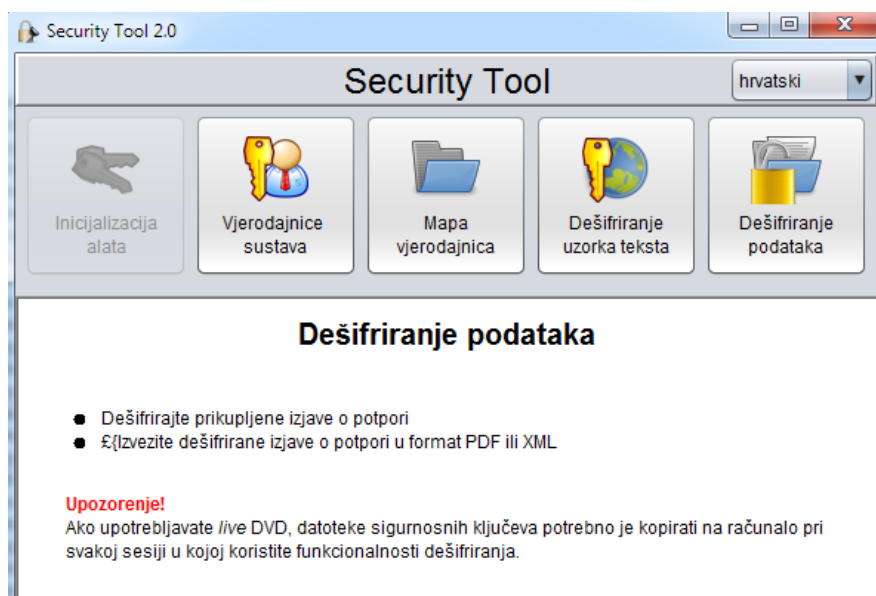 Security Tool 2.0
Security Tool
hrvatski
Inicijalizacija
alata
Vjerodajnice
sustava
Mapa
vjerodajnica
Dešifriranje
uzorka teksta
Dešifriranje
podataka
Dešifriranje podataka
Dešifrirajte prikupljene izjave o potpori
£{Izvezite dešifrirane izjave o potpori u format PDF ili XML
Upozorenje!
Ako upotrebljavate live DVD, datoteke sigurnosnih ključeva potrebno je kopirati na računalo pri
svakoj sesiji u kojoj koristite funkcionalnosti dešifriranja.